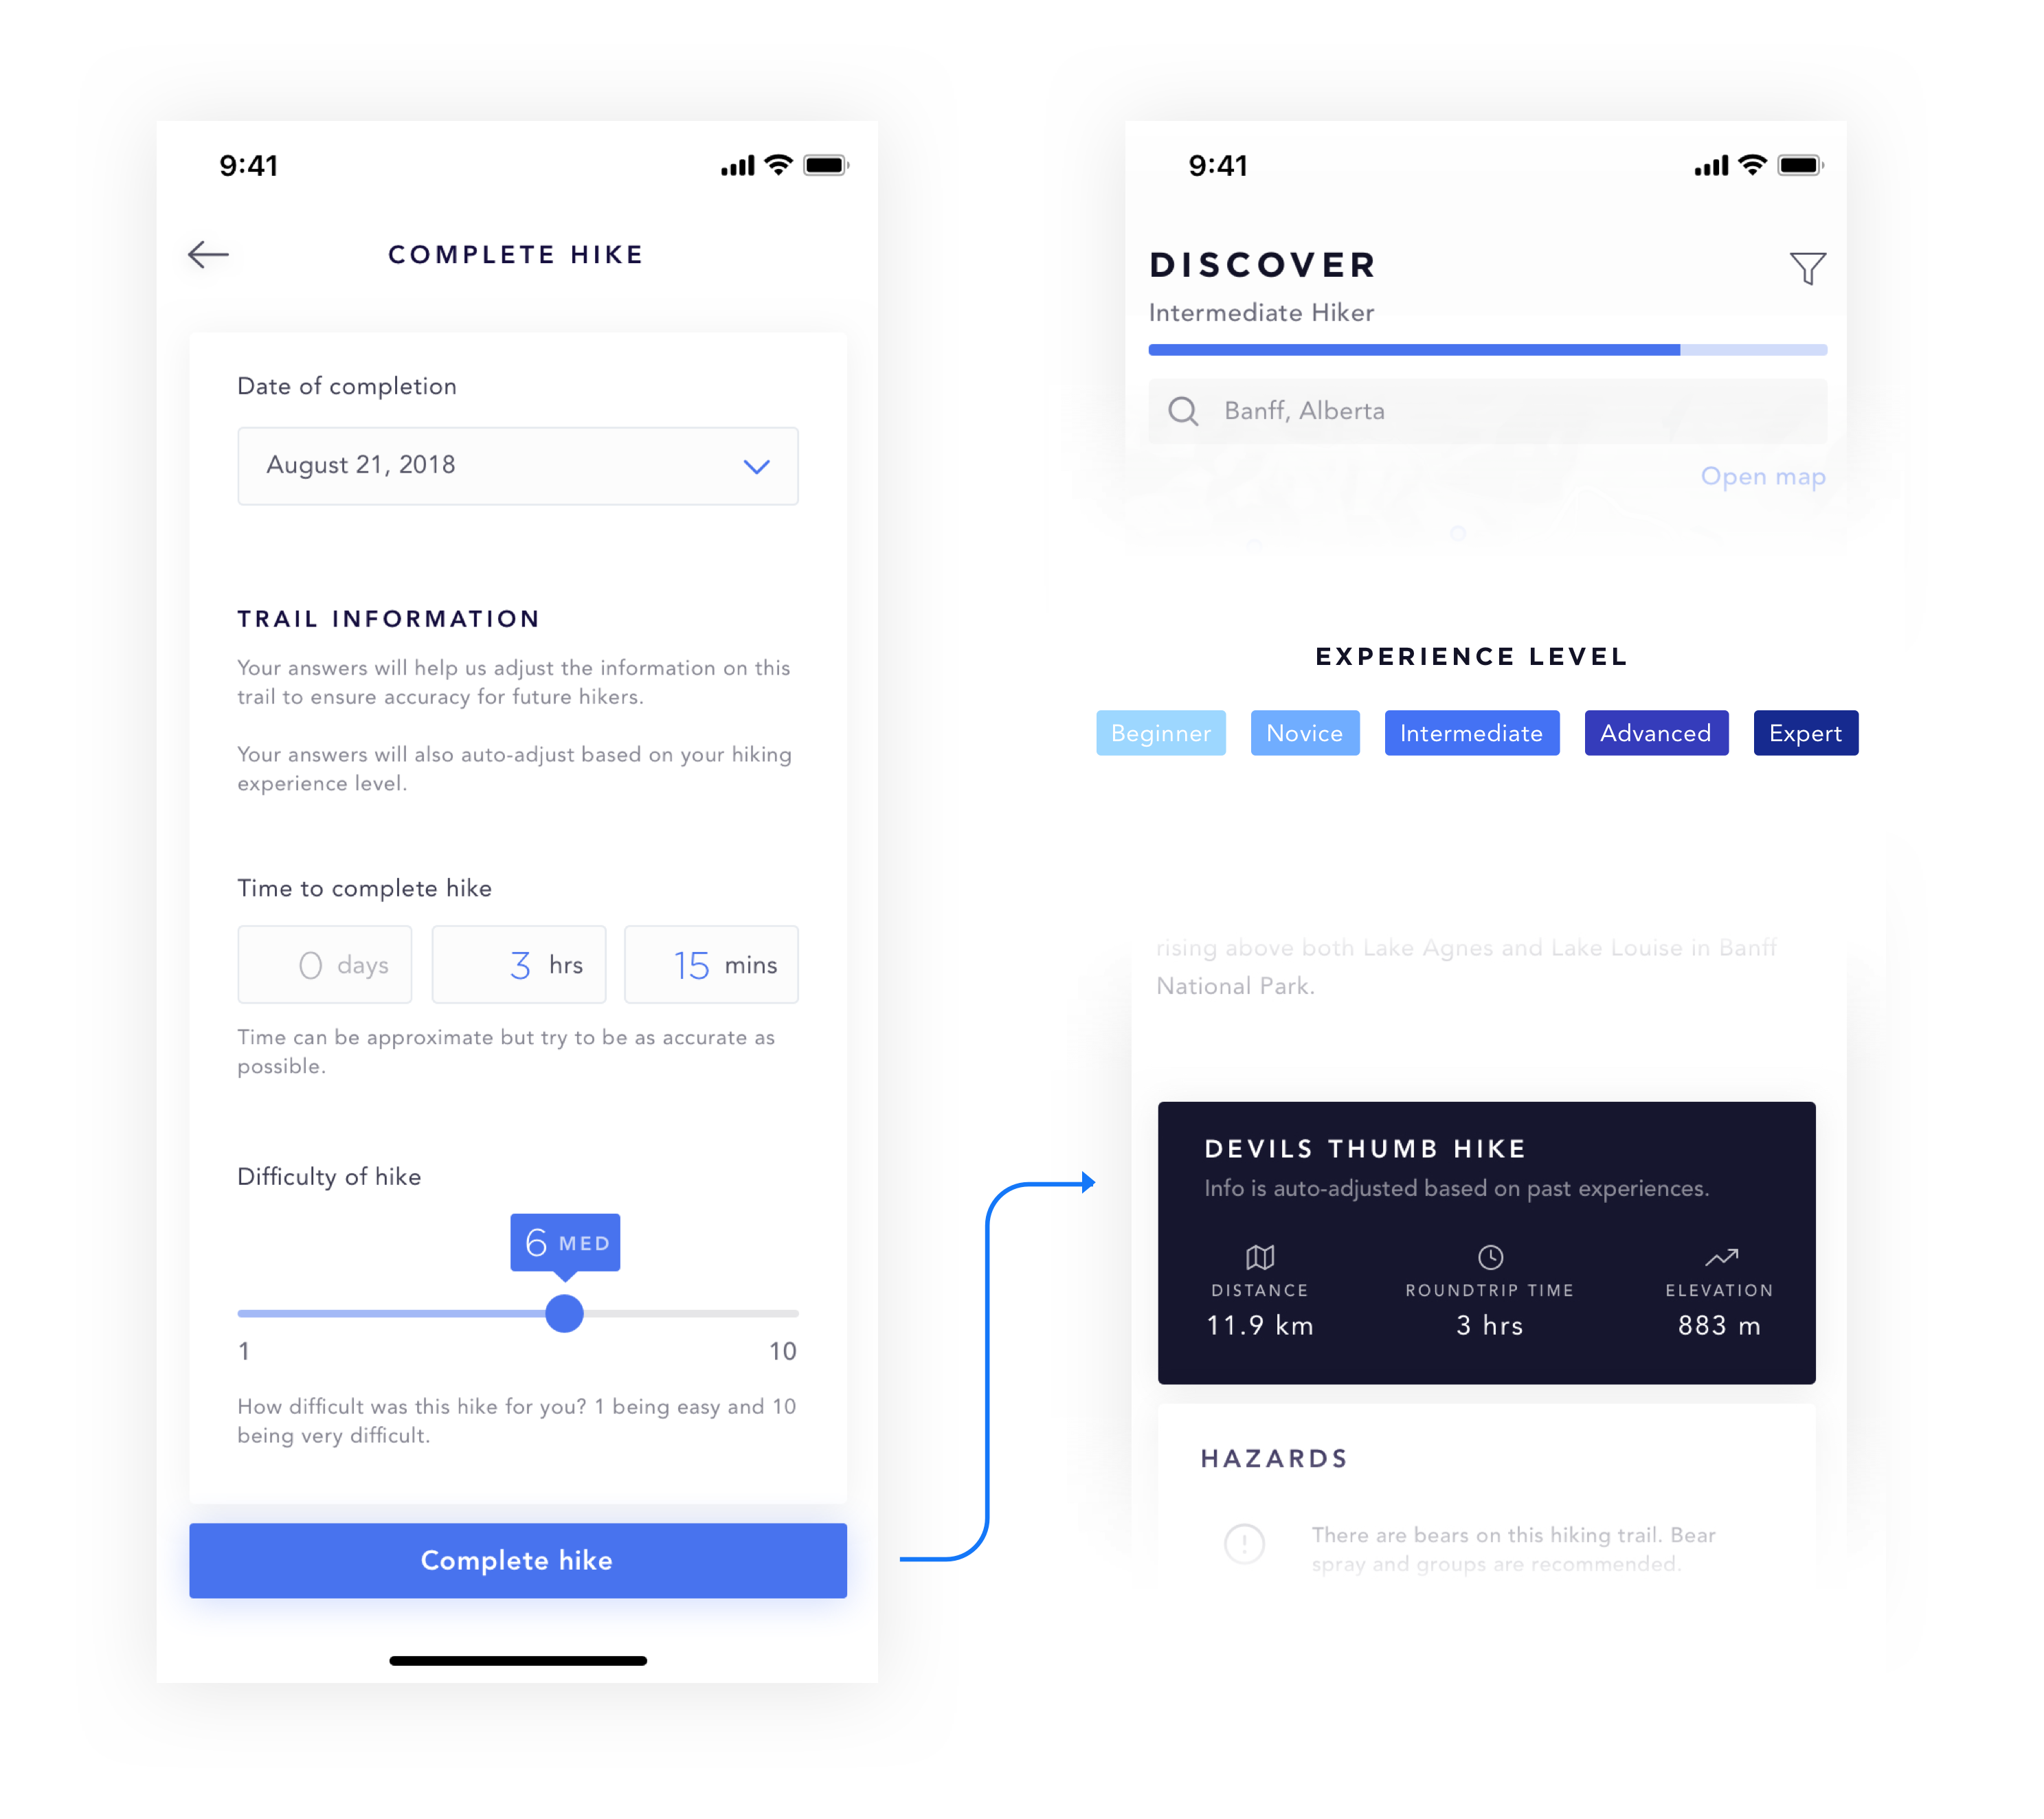 9:41
COMPLETE HIKE
Date of completion
August 21, 2018
TRAIL INFORMATION
Your answers will help us adjust the information on this
trail to ensure accuracy for future hikers.
Your answers will also auto-adjust based on your hiking
experience level.
Time to complete hike
0 days 3 hrs 15 mins
Time can be approximate but try to be as accurate as
possible.
Difficulty of hike
6 MED
1 10
How difficult was this hike for you? 1 being easy and 10
being very difficult.
Complete hike
9:41
DISCOVER
Intermediate Hiker
Banff, Alberta
Open map
EXPERIENCE LEVEL
Beginner Novice Intermediate Advanced Expert
rising above both Lake Agnes and Lake Louise in Banff
National Park.
DEVILS THUMB HIKE
Info is auto-adjusted based on past experiences.
DISTANCE ROUNDTRIP TIME ELEVATION
11.9 km 3 hrs 883 m
HAZARDS
There are bears on this hiking trail. Bear
spray and groups are recommended.